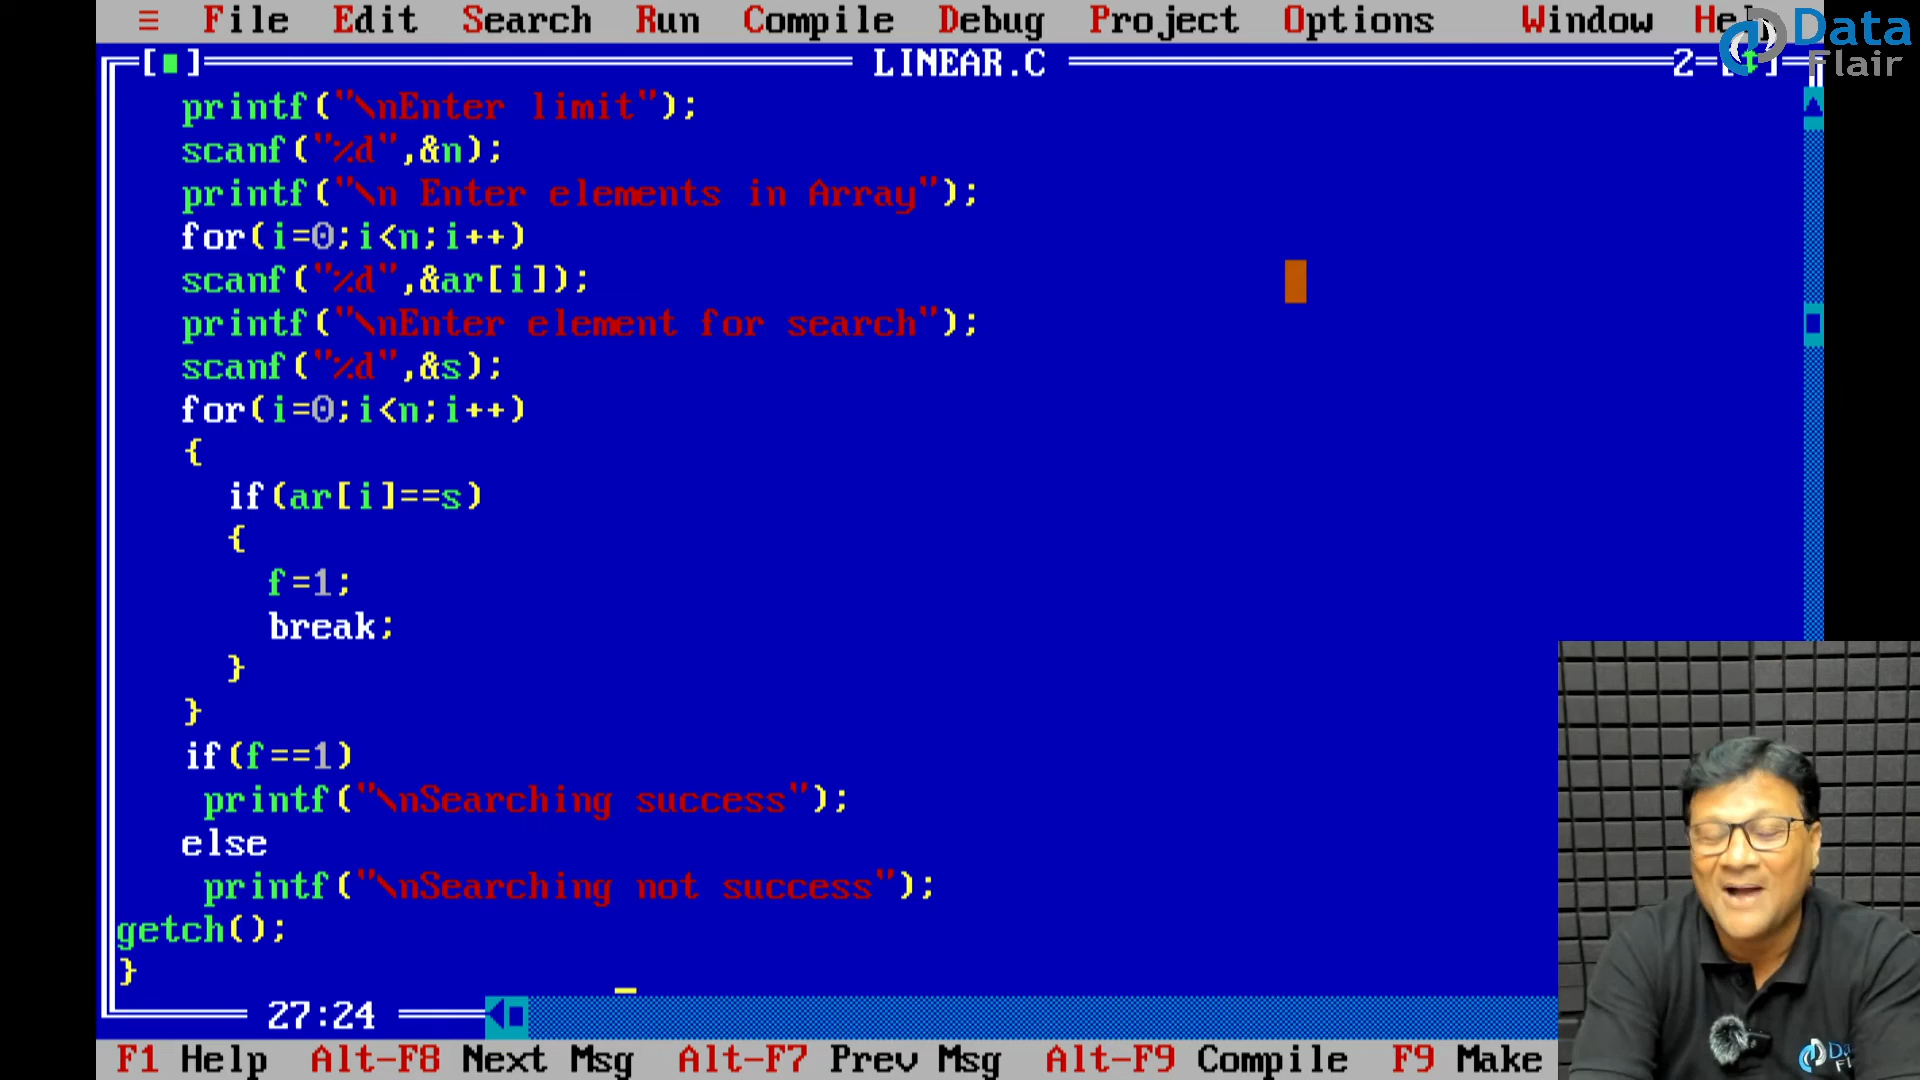 ≡ File Edit Search Run Compile Debug Project Options Window Help
Data Flair
[■] LINEAR.C 2
printf("\nEnter limit");
scanf("%d",&n);
printf("\n Enter elements in Array");
for(i=0;i<n;i++)
scanf("%d",&ar[i]);
printf("\nEnter element for search");
scanf("%d",&s);
for(i=0;i<n;i++)
{
if(ar[i]==s)
{
f=1;
break;
}
}
if(f==1)
printf("\nSearching success");
else
printf("\nSearching not success");
getch();
}
27:24
F1 Help Alt-F8 Next Msg Alt-F7 Prev Msg Alt-F9 Compile F9 Make